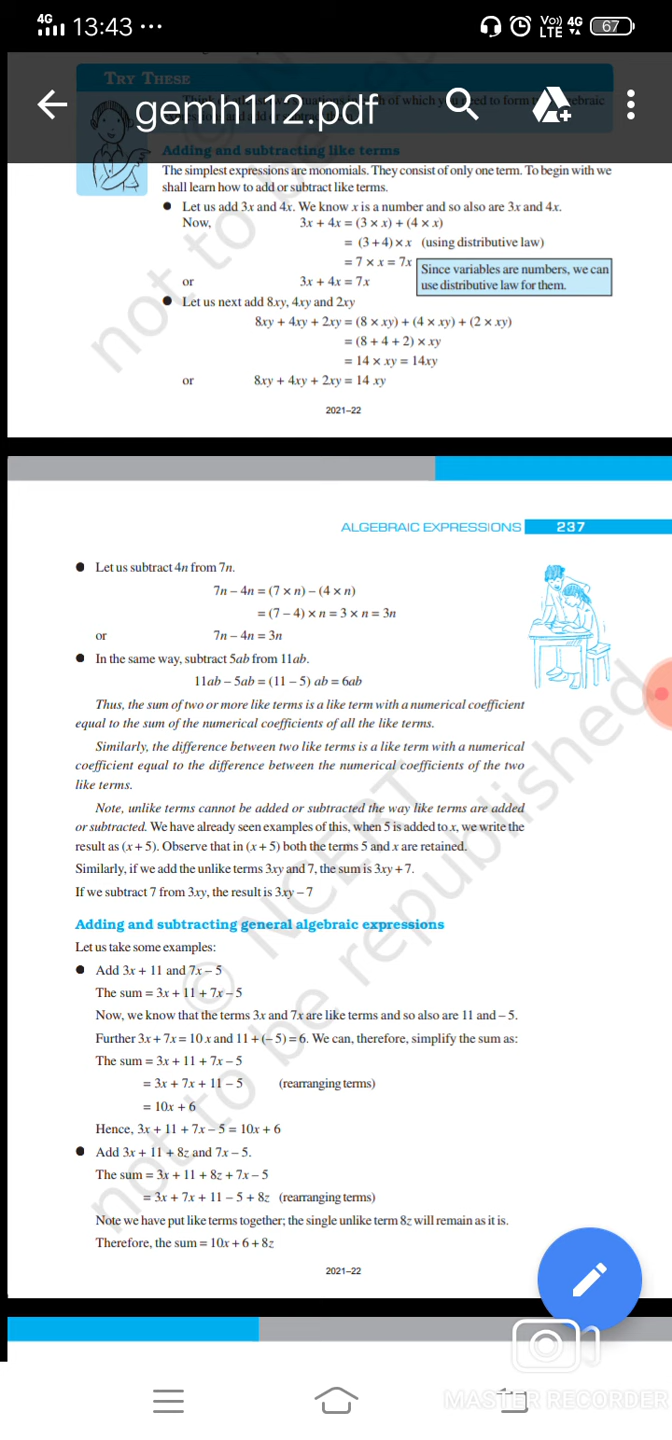 4G 13:43 ... Vo)) LTE 4G 67
TRY THESE
gemh112.pdf
Adding and subtracting like terms
The simplest expressions are monomials. They consist of only one term. To begin with we
shall learn how to add or subtract like terms.
● Let us add 3x and 4x. We know x is a number and so also are 3x and 4x.
Now, 3x + 4x = (3 × x) + (4 × x)
= (3 + 4) × x (using distributive law)
= 7 × x = 7x
or 3x + 4x = 7x
Since variables are numbers, we can
use distributive law for them.
● Let us next add 8xy, 4xy and 2xy
8xy + 4xy + 2xy = (8 × xy) + (4 × xy) + (2 × xy)
= (8 + 4 + 2) × xy
= 14 × xy = 14xy
or 8xy + 4xy + 2xy = 14 xy
2021–22
ALGEBRAIC EXPRESSIONS 237
● Let us subtract 4n from 7n.
7n – 4n = (7 × n) – (4 × n)
= (7 – 4) × n = 3 × n = 3n
or 7n – 4n = 3n
● In the same way, subtract 5ab from 11ab.
11ab – 5ab = (11 – 5) ab = 6ab
Thus, the sum of two or more like terms is a like term with a numerical coefficient
equal to the sum of the numerical coefficients of all the like terms.
Similarly, the difference between two like terms is a like term with a numerical
coefficient equal to the difference between the numerical coefficients of the two
like terms.
Note, unlike terms cannot be added or subtracted the way like terms are added
or subtracted. We have already seen examples of this, when 5 is added to x, we write the
result as (x + 5). Observe that in (x + 5) both the terms 5 and x are retained.
Similarly, if we add the unlike terms 3xy and 7, the sum is 3xy + 7.
If we subtract 7 from 3xy, the result is 3xy – 7
Adding and subtracting general algebraic expressions
Let us take some examples:
● Add 3x + 11 and 7x – 5
The sum = 3x + 11 + 7x – 5
Now, we know that the terms 3x and 7x are like terms and so also are 11 and – 5.
Further 3x + 7x = 10 x and 11 + (– 5) = 6. We can, therefore, simplify the sum as:
The sum = 3x + 11 + 7x – 5
= 3x + 7x + 11 – 5 (rearranging terms)
= 10x + 6
Hence, 3x + 11 + 7x – 5 = 10x + 6
● Add 3x + 11 + 8z and 7x – 5.
The sum = 3x + 11 + 8z + 7x – 5
= 3x + 7x + 11 – 5 + 8z (rearranging terms)
Note we have put like terms together; the single unlike term 8z will remain as it is.
Therefore, the sum = 10x + 6 + 8z
2021–22
© NCERT
not to be republished
MASTER RECORDER